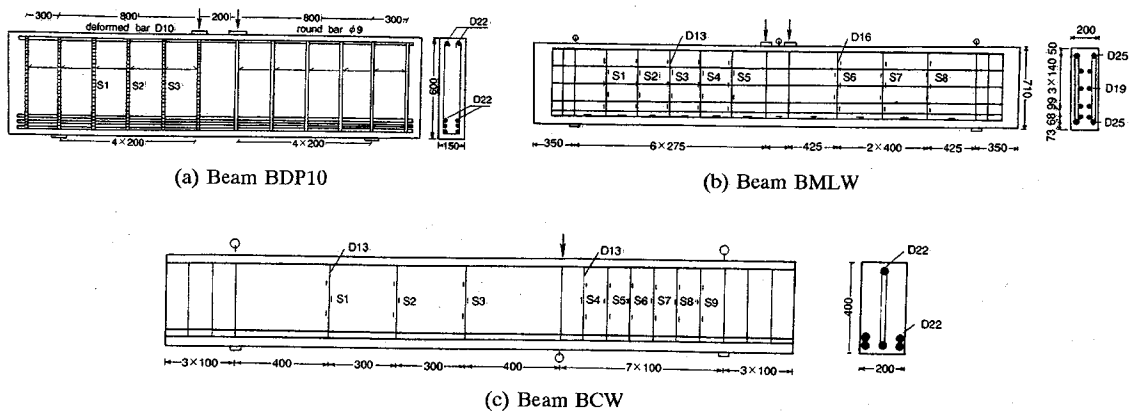 300 800 200 800 300
deformed bar D10 round bar φ9
D22
S1 S2 S3
600
D22
4×200 4×200 150
(a) Beam BDP10
D13 D16
S1 S2 S3 S4 S5 S6 S7 S8
710
350 6×275 425 2×400 425 350
200
50
3×140
99
68
73
D25
D19
D25
(b) Beam BMLW
D13 D13
S1 S2 S3 S4 S5 S6 S7 S8 S9
3×100 400 300 300 400 7×100 3×100
D22
400
D22
200
(c) Beam BCW